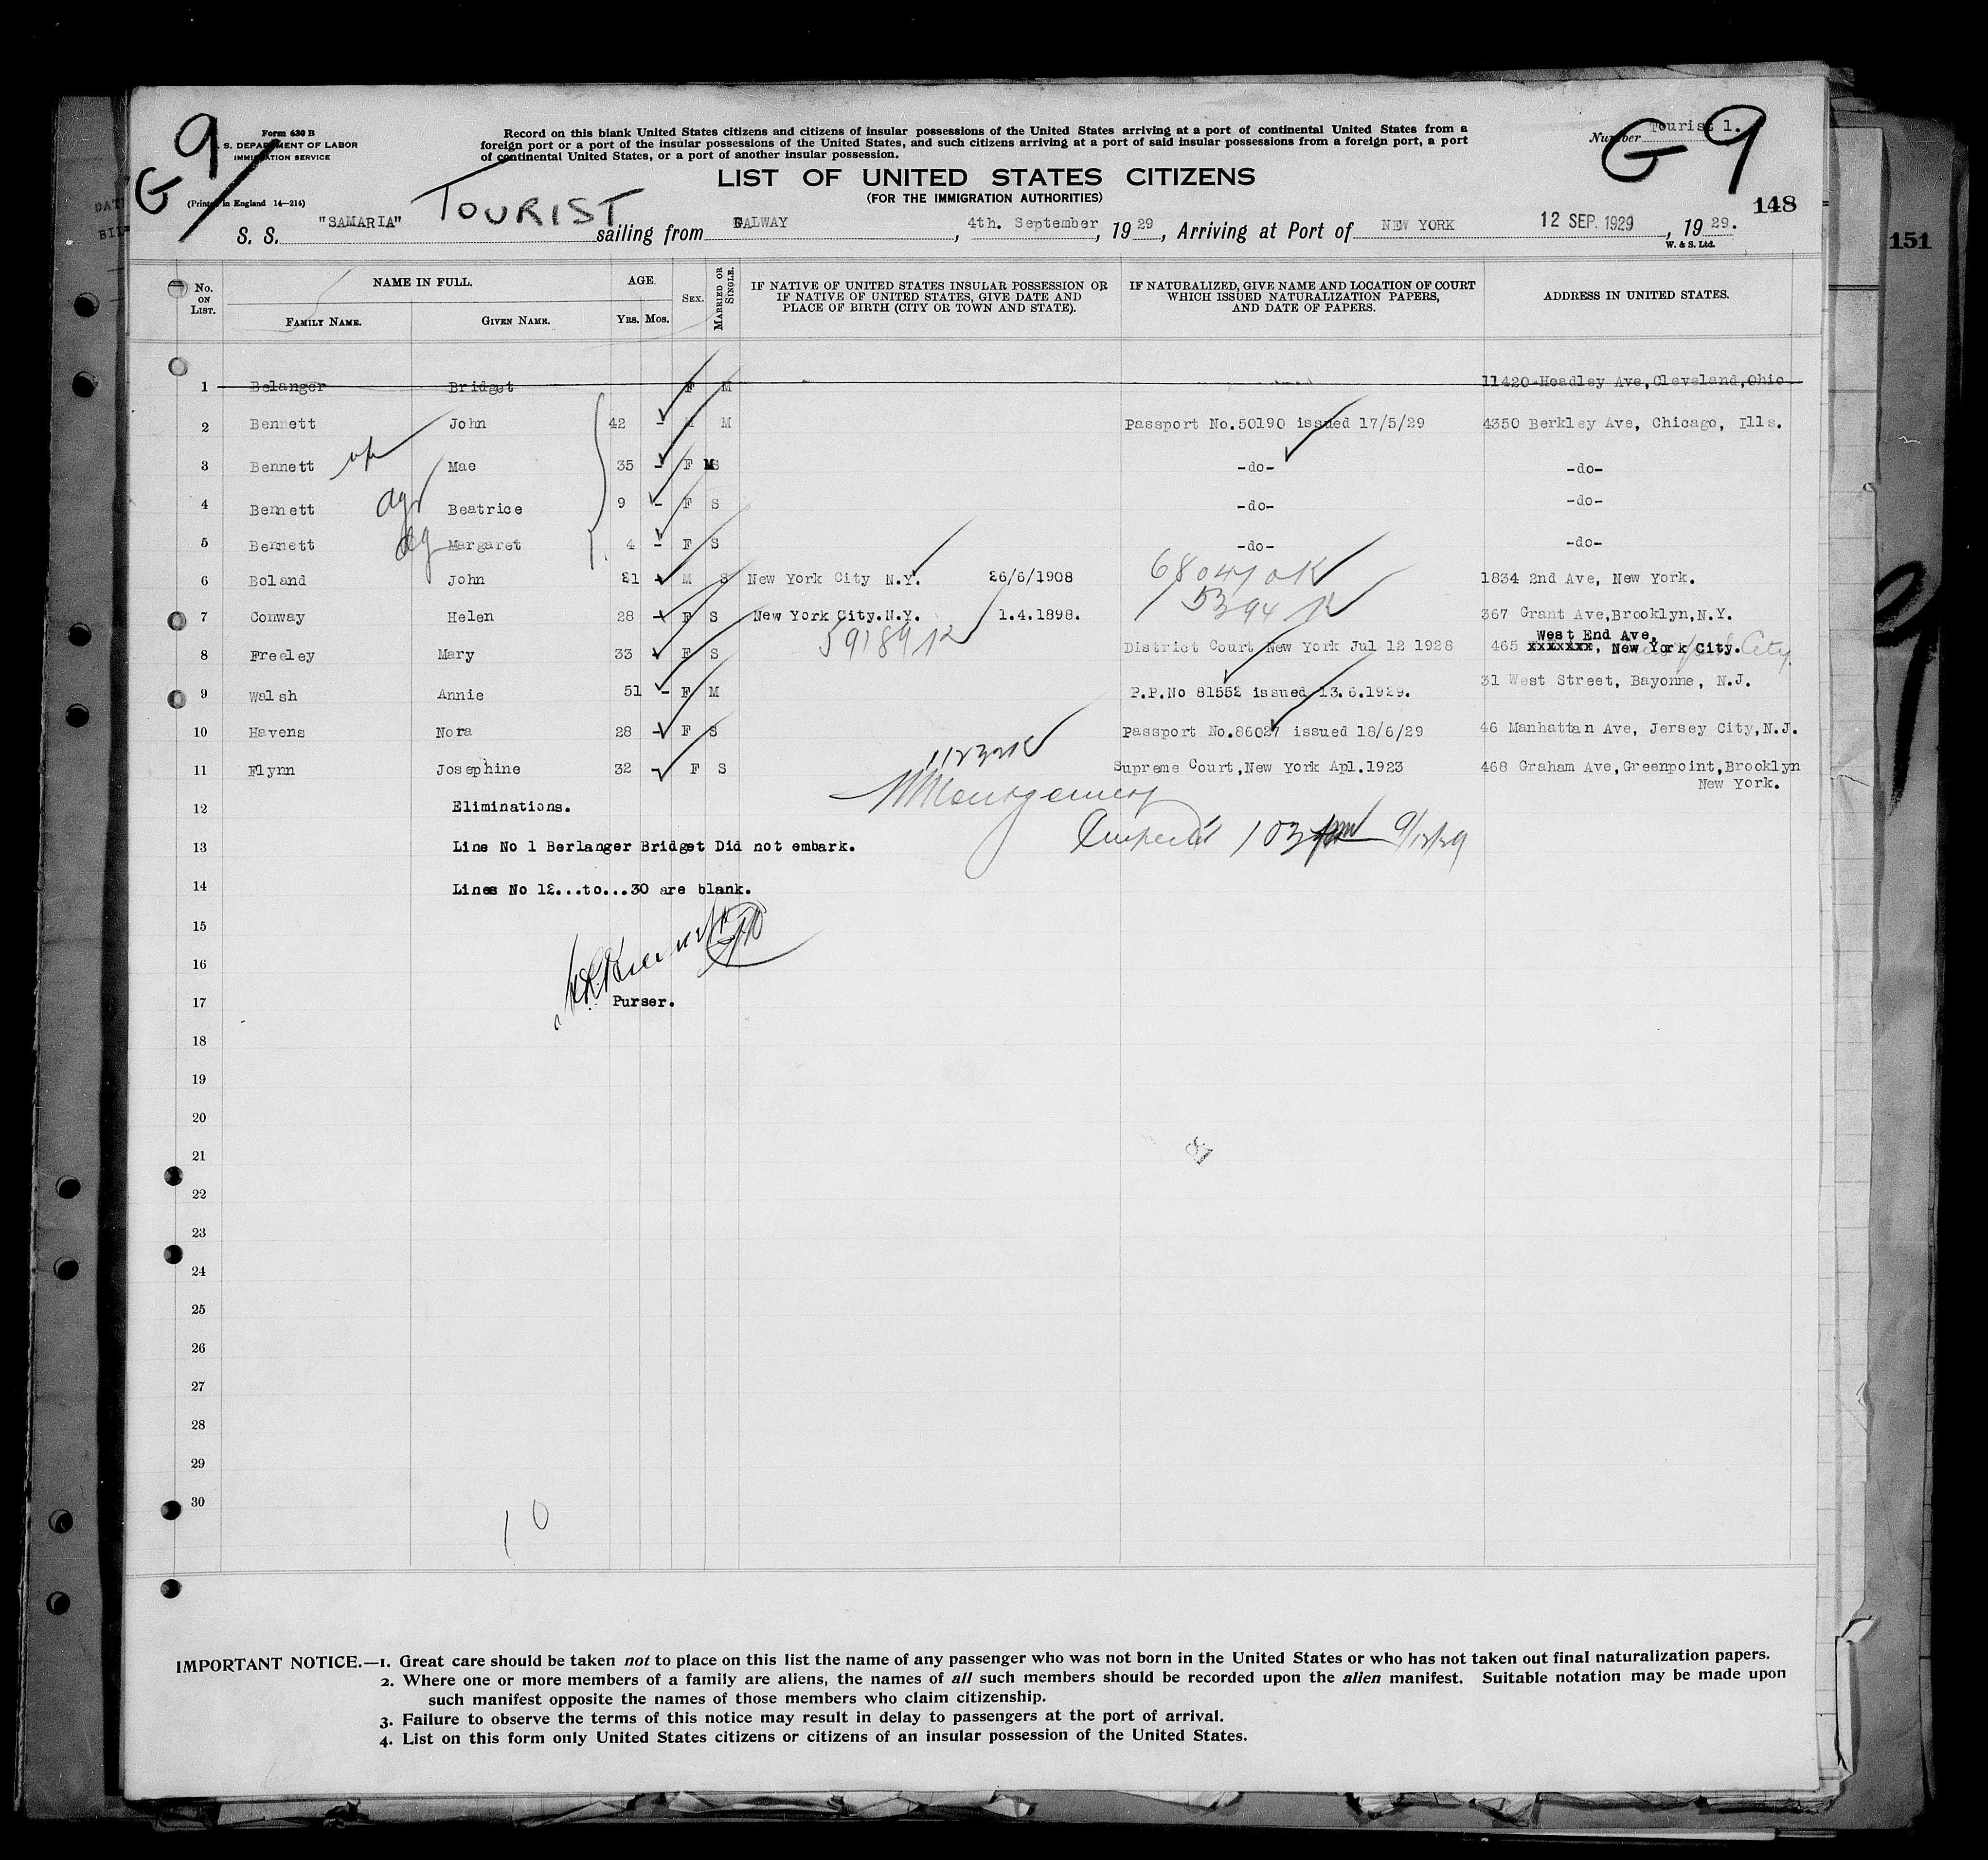 G 9
Form 630 B
S. DEPARTMENT OF LABOR
IMMIGRATION SERVICE
(Printed in England 14-214)
Record on this blank United States citizens and citizens of insular possessions of the United States arriving at a port of continental United States from a
foreign port or a port of the insular possessions of the United States, and such citizens arriving at a port of said insular possessions from a foreign port, a port
of continental United States, or a port of another insular possession.
Number Tourist 1.
G 9
LIST OF UNITED STATES CITIZENS
(FOR THE IMMIGRATION AUTHORITIES)
148
151
TOURIST
S. S. "SAMARIA" sailing from GALWAY, 4th. September, 1929, Arriving at Port of NEW YORK 12 SEP. 1929, 1929.
W. & S. Ltd.
No. ON LIST. NAME IN FULL. FAMILY NAME. GIVEN NAME. AGE. YRS. MOS. SEX. MARRIED OR SINGLE. IF NATIVE OF UNITED STATES INSULAR POSSESSION OR IF NATIVE OF UNITED STATES, GIVE DATE AND PLACE OF BIRTH (CITY OR TOWN AND STATE). IF NATURALIZED, GIVE NAME AND LOCATION OF COURT WHICH ISSUED NATURALIZATION PAPERS, AND DATE OF PAPERS. ADDRESS IN UNITED STATES.
1 Belanger Bridget F M 11420-Headley Ave,Cleveland,Ohio
2 Bennett John 42 - M M Passport No.50190 issued 17/5/29 4350 Berkley Ave, Chicago, Ills.
3 Bennett Mae 35 - F MS -do- -do-
4 Bennett Beatrice 9 - F S -do- -do-
5 Bennett Margaret 4 - F S -do- -do-
6 Boland John 21 - M S New York City N.Y. 26/6/1908 680470K 1834 2nd Ave, New York.
7 Conway Helen 28 - F S New York City.N.Y. 1.4.1898. 367 Grant Ave,Brooklyn,N.Y.
West End Ave,
8 Freeley Mary 33 F S District Court New York Jul 12 1928 465 xxxxxxx, New York City. City
9 Walsh Annie 51 - F M P.P.No 81552 issued 13.6.1929. 31 West Street, Bayonne, N.J.
10 Havens Nora 28 - F S Passport No.86027 issued 18/6/29 46 Manhattan Ave, Jersey City,N.J.
11 Flynn Josephine 32 F S Supreme Court,New York Apl.1923 468 Graham Ave,Greenpoint,Brooklyn
New York.
12 Eliminations.
13 Line No 1 Berlanger Bridget Did not embark.
14 Lines No 12...to...30 are blank.
15
16
17 Purser.
18
19
20
21
22
23
24
25
26
27
28
29
30
10
IMPORTANT NOTICE.—1. Great care should be taken not to place on this list the name of any passenger who was not born in the United States or who has not taken out final naturalization papers.
2. Where one or more members of a family are aliens, the names of all such members should be recorded upon the alien manifest. Suitable notation may be made upon
such manifest opposite the names of those members who claim citizenship.
3. Failure to observe the terms of this notice may result in delay to passengers at the port of arrival.
4. List on this form only United States citizens or citizens of an insular possession of the United States.